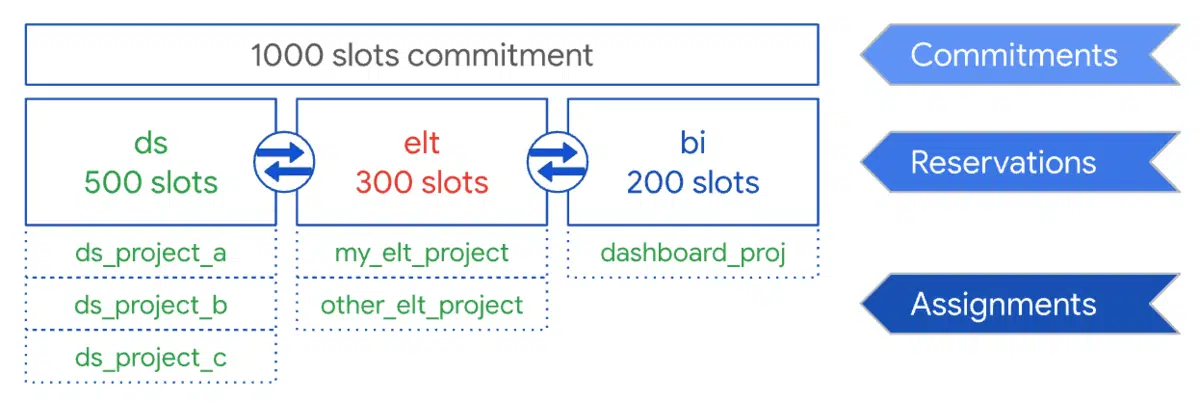 1000 slots commitment
Commitments
ds
500 slots
elt
300 slots
bi
200 slots
Reservations
ds_project_a
my_elt_project
dashboard_proj
ds_project_b
other_elt_project
Assignments
ds_project_c